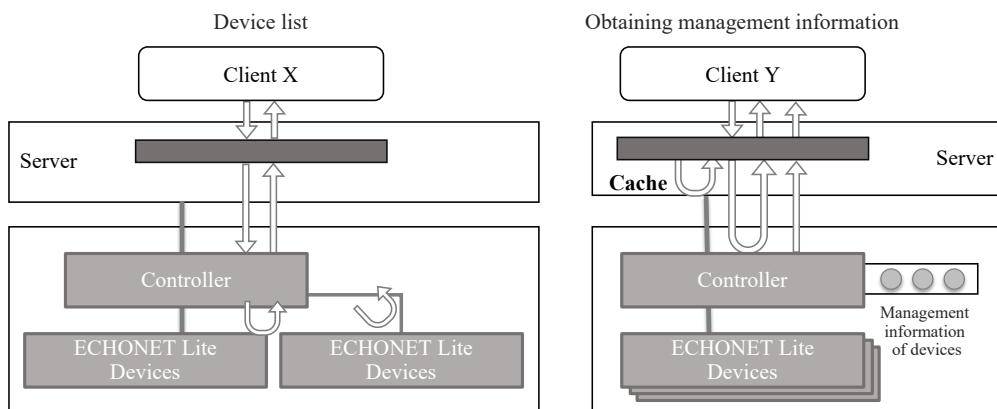 Device list
Client X
Server
Controller
ECHONET Lite
Devices
ECHONET Lite
Devices
Obtaining management information
Client Y
Server
Cache
Controller
Management
information
of devices
ECHONET Lite
Devices